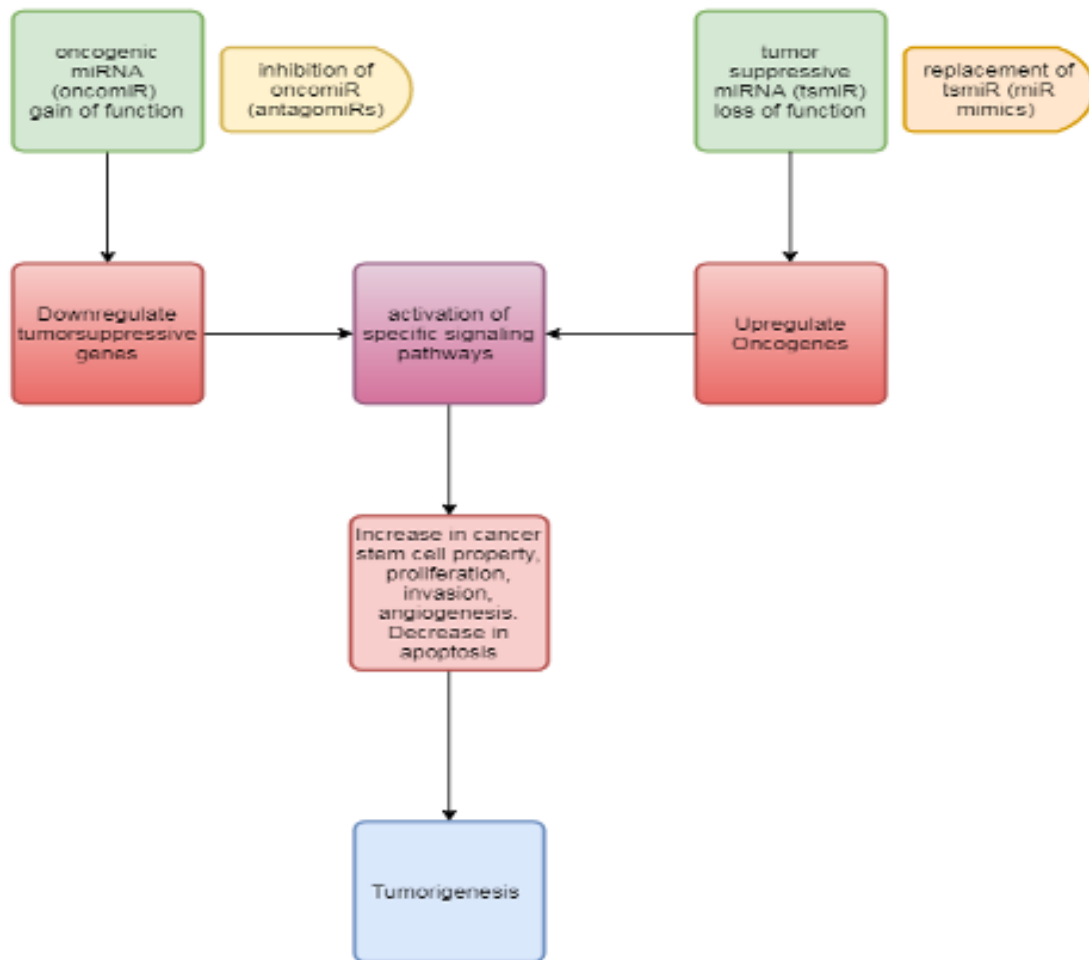 oncogenic
miRNA
(oncomiR)
gain of function
inhibition of
oncomiR
(antagomiRs)
tumor
suppressive
miRNA (tsmiR)
loss of function
replacement of
tsmiR (miR
mimics)
Downregulate
tumorsuppressive
genes
activation of
specific signaling
pathways
Upregulate
Oncogenes
Increase in cancer
stem cell property,
proliferation,
invasion,
angiogenesis.
Decrease in
apoptosis
Tumorigenesis